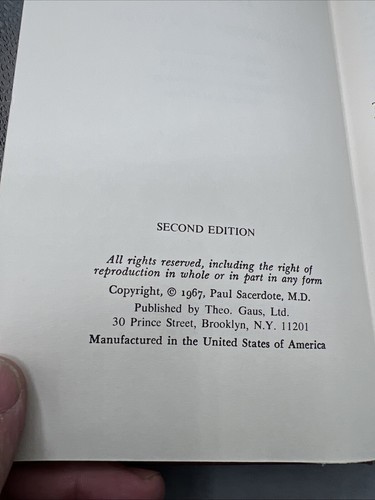 SECOND EDITION
All rights reserved, including the right of
reproduction in whole or in part in any form
Copyright, © 1967, Paul Sacerdote, M.D.
Published by Theo. Gaus, Ltd.
30 Prince Street, Brooklyn, N.Y. 11201
Manufactured in the United States of America